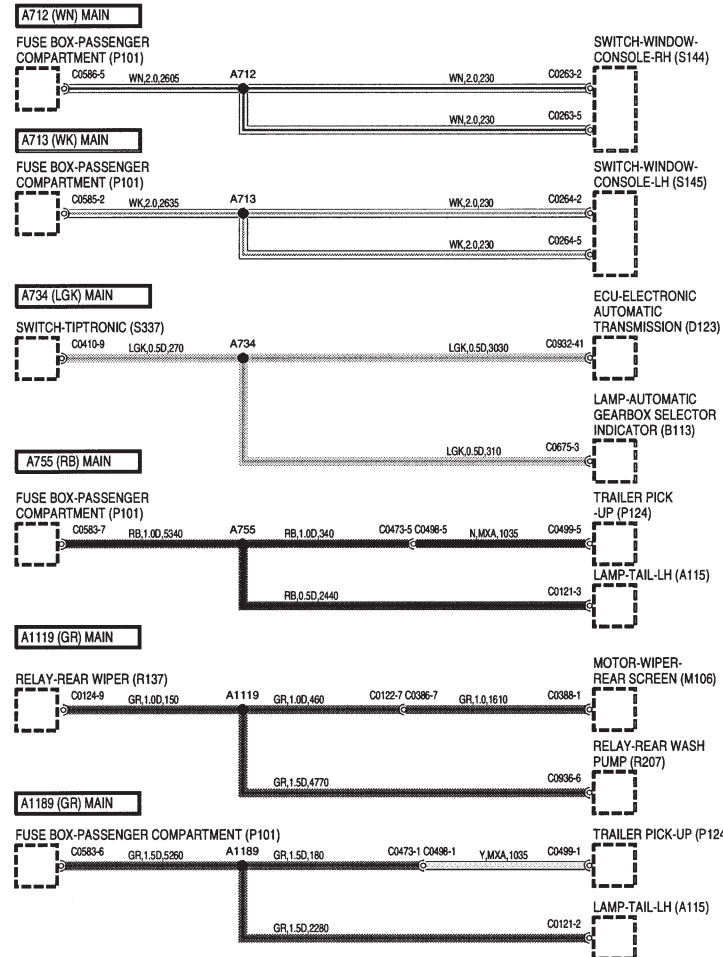 A712 (WN) MAIN
FUSE BOX-PASSENGER
COMPARTMENT (P101)
SWITCH-WINDOW-
CONSOLE-RH (S144)
C0586-5 WN,2.0,2605 A712 WN,2.0,230 C0263-2
WN,2.0,230 C0263-5
A713 (WK) MAIN
FUSE BOX-PASSENGER
COMPARTMENT (P101)
SWITCH-WINDOW-
CONSOLE-LH (S145)
C0585-2 WK,2.0,2635 A713 WK,2.0,230 C0264-2
WK,2.0,230 C0264-5
A734 (LGK) MAIN
ECU-ELECTRONIC
AUTOMATIC
TRANSMISSION (D123)
SWITCH-TIPTRONIC (S337)
C0410-9 LGK,0.5D,270 A734 LGK,0.5D,3030 C0932-41
LAMP-AUTOMATIC
GEARBOX SELECTOR
INDICATOR (B113)
LGK,0.5D,310 C0675-3
A755 (RB) MAIN
FUSE BOX-PASSENGER
COMPARTMENT (P101)
TRAILER PICK
-UP (P124)
C0583-7 RB,1.0D,5340 A755 RB,1.0D,340 C0473-5 C0498-5 N,MXA,1035 C0499-5
LAMP-TAIL-LH (A115)
RB,0.5D,2440 C0121-3
A1119 (GR) MAIN
MOTOR-WIPER-
REAR SCREEN (M106)
RELAY-REAR WIPER (R137)
C0124-9 GR,1.0D,150 A1119 GR,1.0D,460 C0122-7 C0386-7 GR,1.0,1610 C0388-1
RELAY-REAR WASH
PUMP (R207)
GR,1.5D,4770 C0936-6
A1189 (GR) MAIN
FUSE BOX-PASSENGER COMPARTMENT (P101)
TRAILER PICK-UP (P124
C0583-6 GR,1.5D,5260 A1189 GR,1.5D,180 C0473-1 C0498-1 Y,MXA,1035 C0499-1
LAMP-TAIL-LH (A115)
GR,1.5D,2280 C0121-2